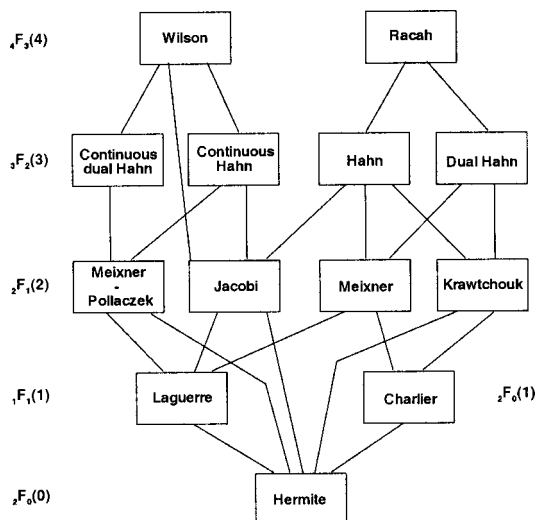 ₄F₃(4)
Wilson
Racah
₃F₂(3)
Continuous
dual Hahn
Continuous
Hahn
Hahn
Dual Hahn
₂F₁(2)
Meixner
-
Pollaczek
Jacobi
Meixner
Krawtchouk
₁F₁(1)
Laguerre
Charlier
₂F₀(1)
₂F₀(0)
Hermite